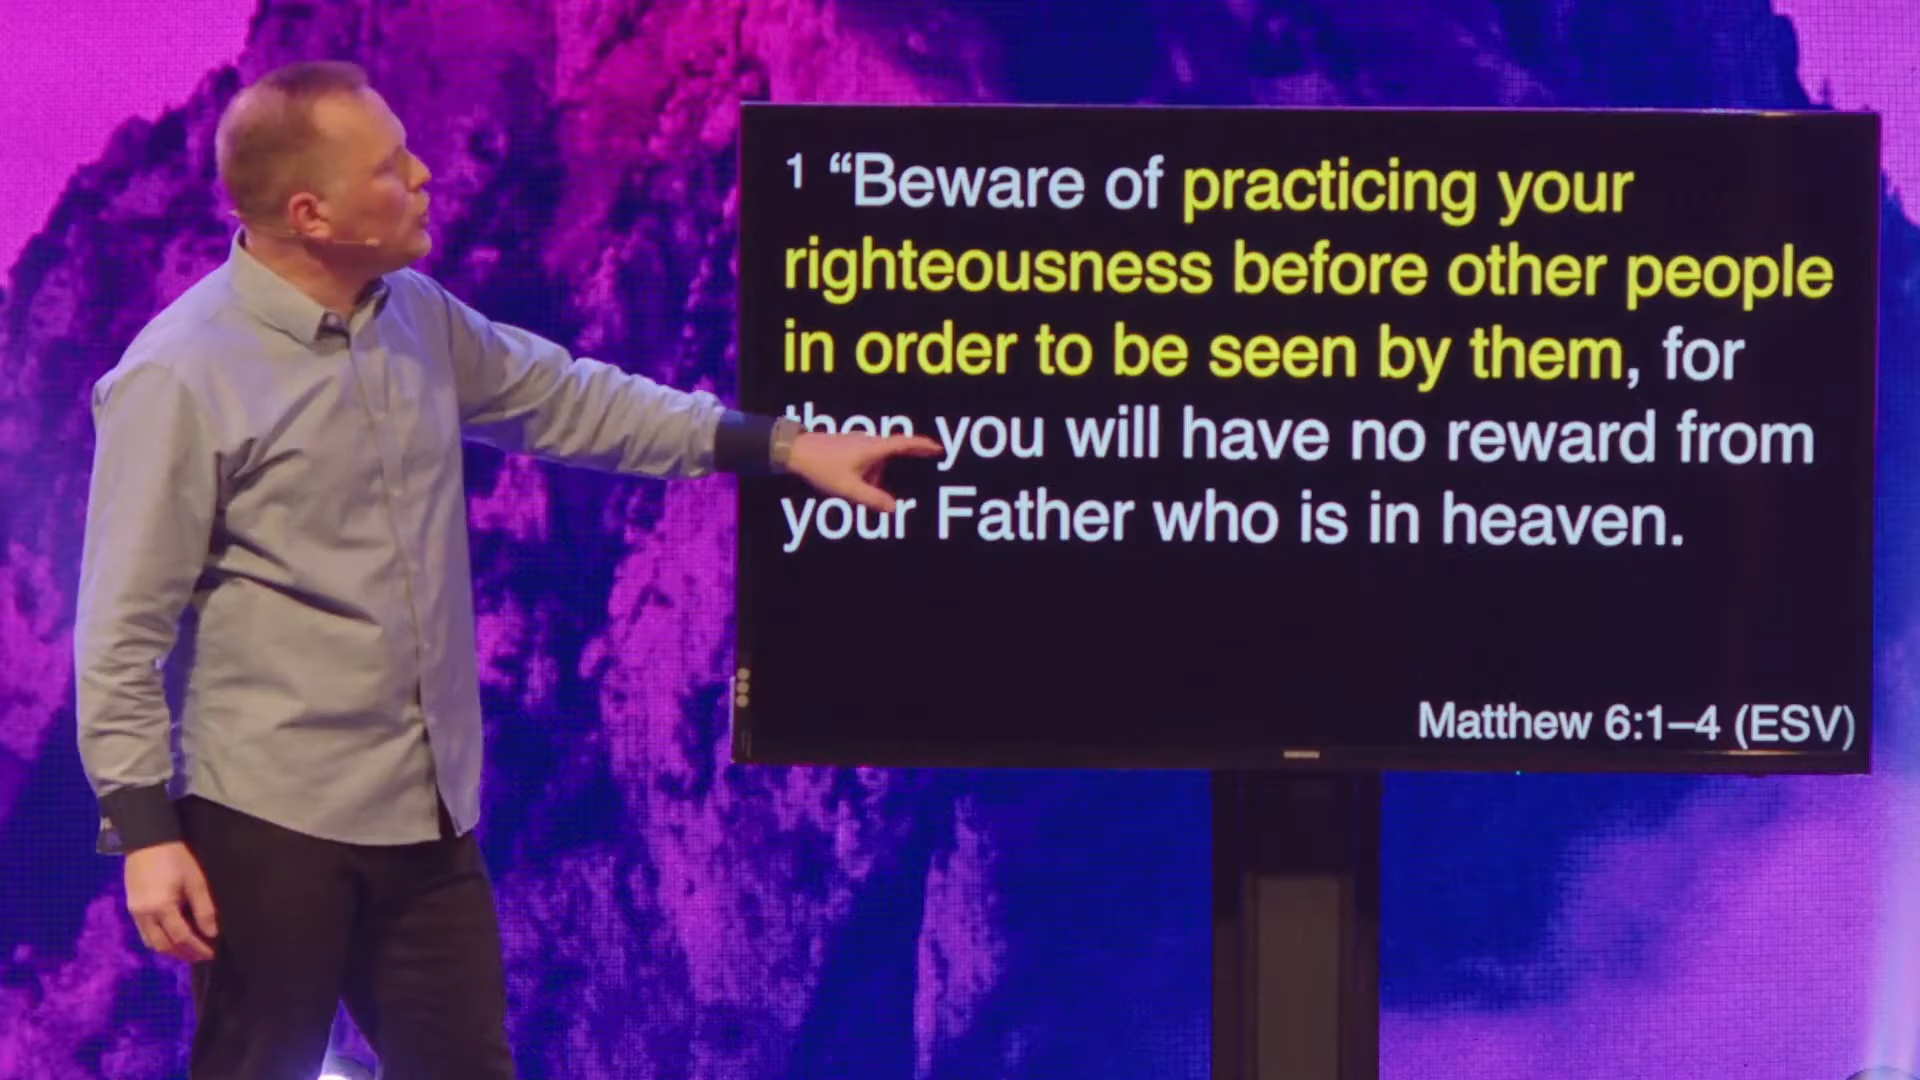 1 “Beware of practicing your
righteousness before other people
in order to be seen by them, for
then you will have no reward from
your Father who is in heaven.
Matthew 6:1–4 (ESV)